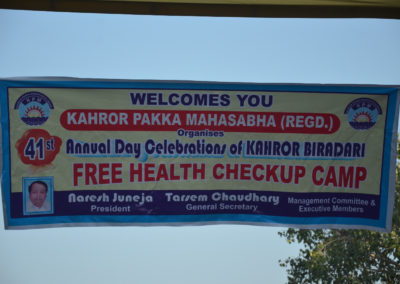 WELCOMES YOU
KAHROR PAKKA MAHASABHA (REGD.)
Organises
41st Annual Day Celebrations of KAHROR BIRADARI
FREE HEALTH CHECKUP CAMP
Naresh Juneja
President
Tarsem Chaudhary
General Secretary
Management Committee &
Executive Members